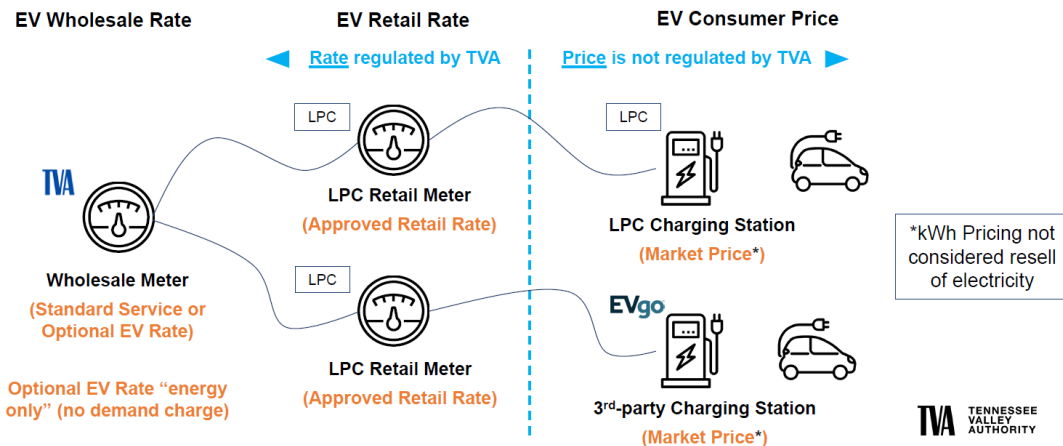 EV Wholesale Rate
EV Retail Rate
EV Consumer Price
Rate regulated by TVA
Price is not regulated by TVA
LPC
LPC
TVA
LPC Retail Meter
(Approved Retail Rate)
LPC Charging Station
(Market Price*)
*kWh Pricing not
considered resell
of electricity
Wholesale Meter
(Standard Service or
Optional EV Rate)
LPC
EVgo
Optional EV Rate “energy
only” (no demand charge)
LPC Retail Meter
(Approved Retail Rate)
3rd-party Charging Station
(Market Price*)
TVA
TENNESSEE
VALLEY
AUTHORITY